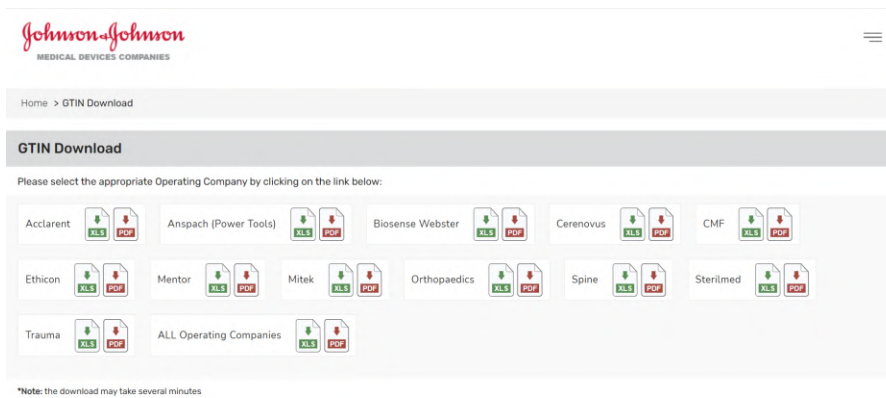 Johnson&Johnson
MEDICAL DEVICES COMPANIES
Home > GTIN Download
GTIN Download
Please select the appropriate Operating Company by clicking on the link below:
Acclarent XLS PDF Anspach (Power Tools) XLS PDF Biosense Webster XLS PDF Cerenovus XLS PDF CMF XLS PDF
Ethicon XLS PDF Mentor XLS PDF Mitek XLS PDF Orthopaedics XLS PDF Spine XLS PDF Sterilmed XLS PDF
Trauma XLS PDF ALL Operating Companies XLS PDF
*Note: the download may take several minutes